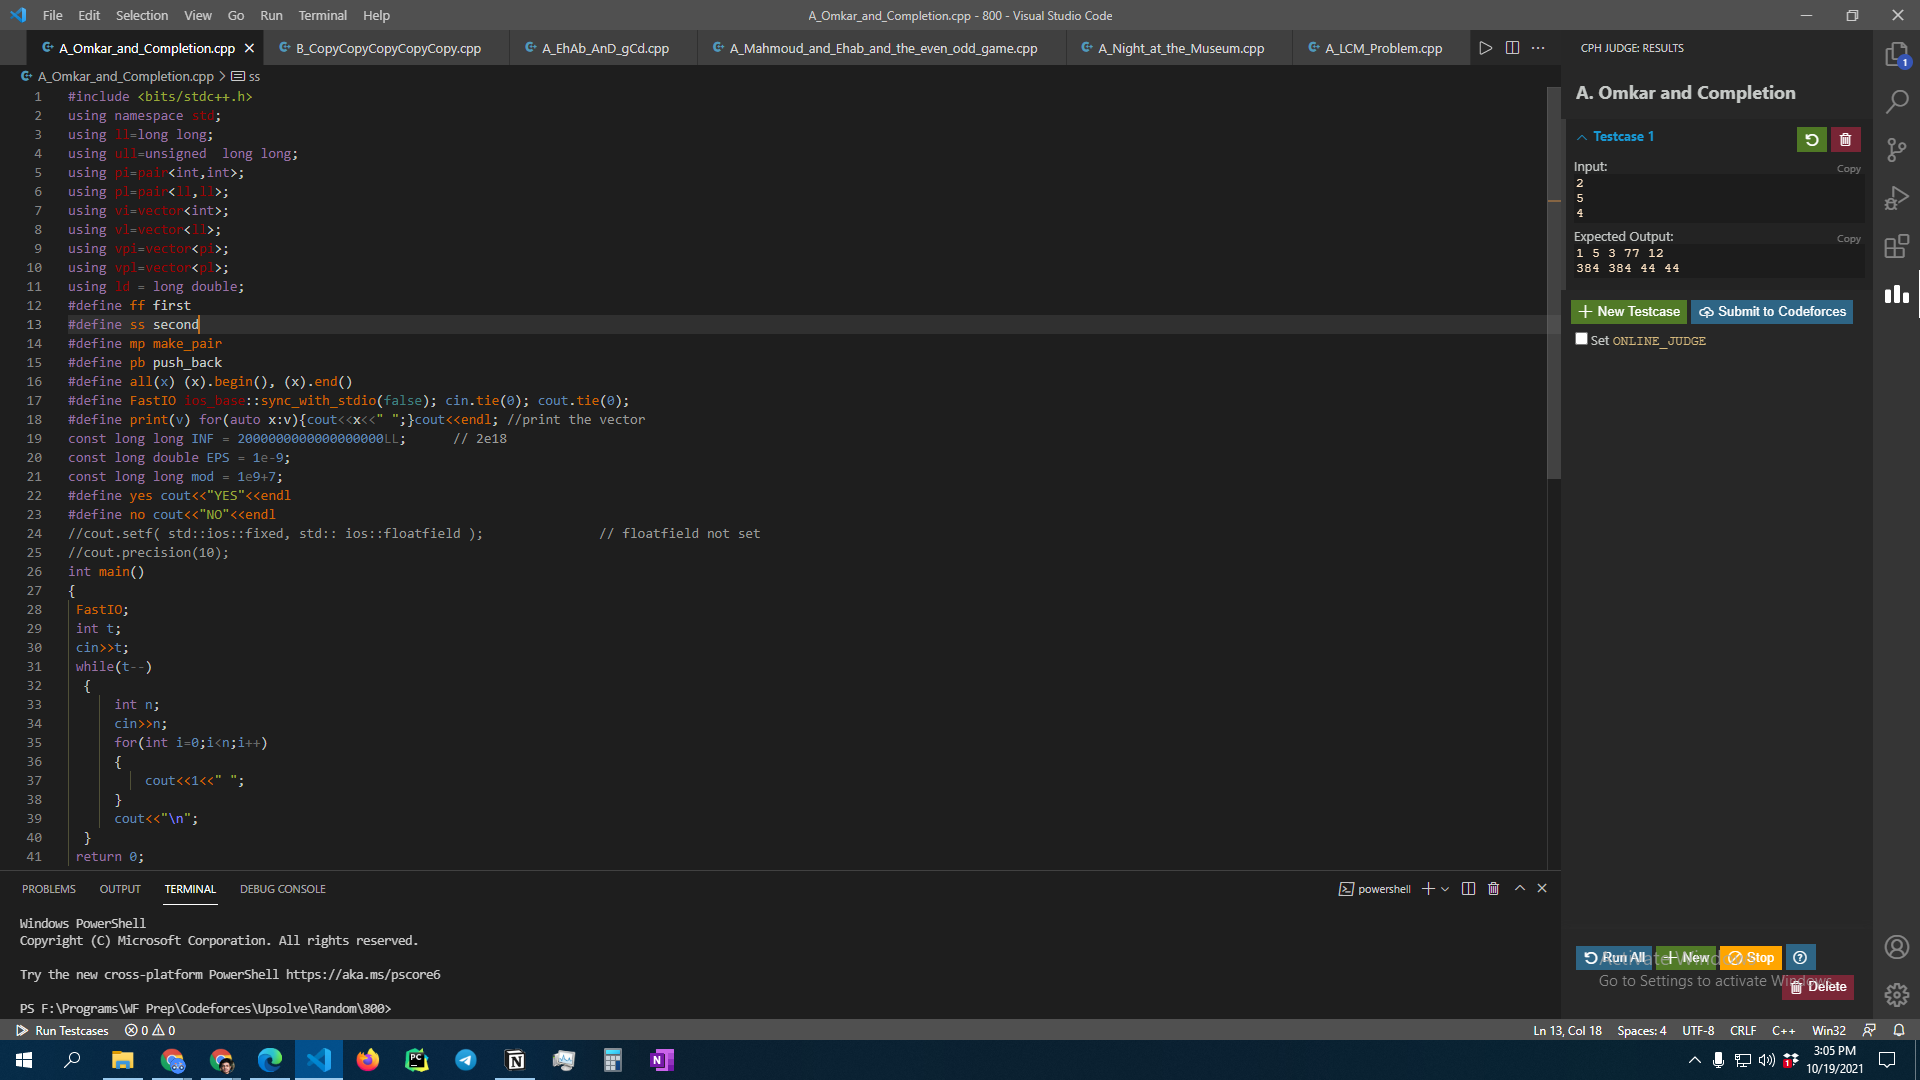 File Edit Selection View Go Run Terminal Help A_Omkar_and_Completion.cpp - 800 - Visual Studio Code
A_Omkar_and_Completion.cpp B_CopyCopyCopyCopyCopy.cpp A_EhAb_AnD_gCd.cpp A_Mahmoud_and_Ehab_and_the_even_odd_game.cpp A_Night_at_the_Museum.cpp A_LCM_Problem.cpp
A_Omkar_and_Completion.cpp > ss
1 #include <bits/stdc++.h>
2 using namespace std;
3 using ll=long long;
4 using ull=unsigned  long long;
5 using pi=pair<int,int>;
6 using pl=pair<ll,ll>;
7 using vi=vector<int>;
8 using vl=vector<ll>;
9 using vpi=vector<pi>;
10 using vpl=vector<pl>;
11 using ld = long double;
12 #define ff first
13 #define ss second
14 #define mp make_pair
15 #define pb push_back
16 #define all(x) (x).begin(), (x).end()
17 #define FastIO ios_base::sync_with_stdio(false); cin.tie(0); cout.tie(0);
18 #define print(v) for(auto x:v){cout<<x<<" ";}cout<<endl; //print the vector
19 const long long INF = 2000000000000000000LL;      // 2e18
20 const long double EPS = 1e-9;
21 const long long mod = 1e9+7;
22 #define yes cout<<"YES"<<endl
23 #define no cout<<"NO"<<endl
24 //cout.setf( std::ios::fixed, std:: ios::floatfield );               // floatfield not set
25 //cout.precision(10);
26 int main()
27 {
28 FastIO;
29 int t;
30 cin>>t;
31 while(t--)
32 {
33 int n;
34 cin>>n;
35 for(int i=0;i<n;i++)
36 {
37 cout<<1<<" ";
38 }
39 cout<<"\n";
40 }
41 return 0;
PROBLEMS OUTPUT TERMINAL DEBUG CONSOLE powershell
Windows PowerShell
Copyright (C) Microsoft Corporation. All rights reserved.
Try the new cross-platform PowerShell https://aka.ms/pscore6
PS F:\Programs\WF Prep\Codeforces\Upsolve\Random\800>
CPH JUDGE: RESULTS
A. Omkar and Completion
Testcase 1
Input: Copy
2
5
4
Expected Output: Copy
1 5 3 77 12
384 384 44 44
+ New Testcase Submit to Codeforces
Set ONLINE_JUDGE
1
Run All + New Stop
Activate Wind
Go to Settings to activate Windows.
Delete
Run Testcases 0 0 Ln 13, Col 18 Spaces: 4 UTF-8 CRLF C++ Win32
PC N N 1
3:05 PM
10/19/2021